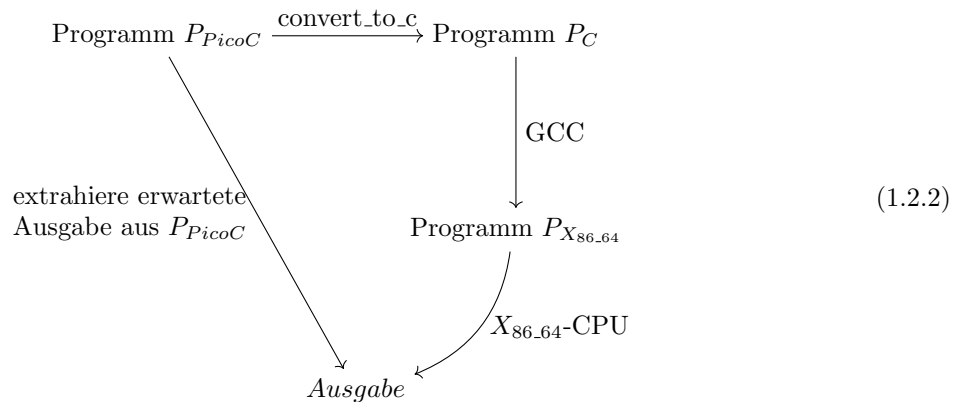 Programm P_{PicoC} convert_to_c Programm P_C
GCC
extrahiere erwartete
Ausgabe aus P_{PicoC}
(1.2.2)
Programm P_{X_{86_64}}
X_{86_64}-CPU
Ausgabe